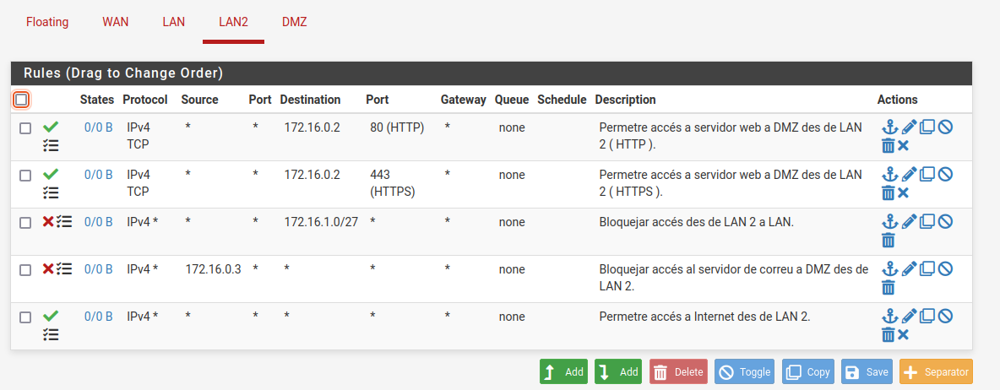 Floating WAN LAN LAN2 DMZ
Rules (Drag to Change Order)
States Protocol Source Port Destination Port Gateway Queue Schedule Description Actions
0/0 B IPv4 TCP * * 172.16.0.2 80 (HTTP) * none Permetre accés a servidor web a DMZ des de LAN 2 ( HTTP ).
0/0 B IPv4 TCP * * 172.16.0.2 443 (HTTPS) * none Permetre accés a servidor web a DMZ des de LAN 2 ( HTTPS ).
0/0 B IPv4 * * * 172.16.1.0/27 * * none Bloquejar accés des de LAN 2 a LAN.
0/0 B IPv4 * 172.16.0.3 * * * * none Bloquejar accés al servidor de correu a DMZ des de LAN 2.
0/0 B IPv4 * * * * * * none Permetre accés a Internet des de LAN 2.
Add Add Delete Toggle Copy Save Separator